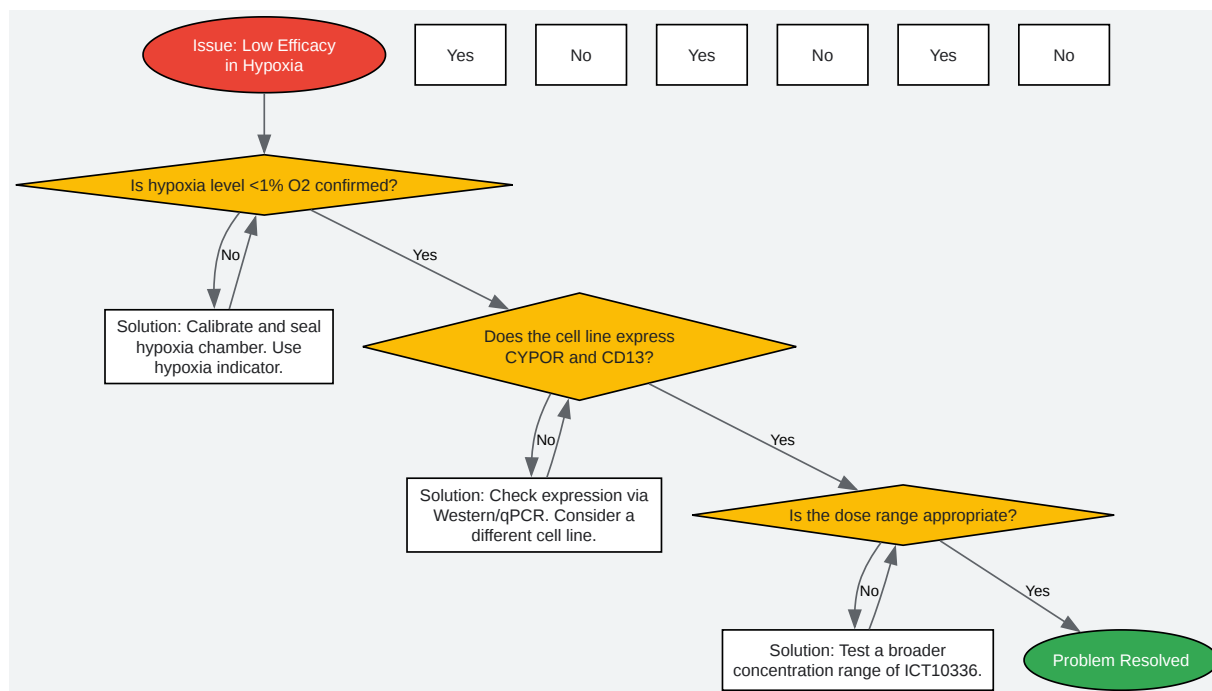 Issue: Low Efficacy
in Hypoxia
Yes
No
Yes
No
Yes
No
Is hypoxia level <1% O2 confirmed?
No
Yes
Solution: Calibrate and seal
hypoxia chamber. Use
hypoxia indicator.
Does the cell line express
CYPOR and CD13?
No
Yes
Solution: Check expression via
Western/qPCR. Consider a
different cell line.
Is the dose range appropriate?
No
Yes
Solution: Test a broader
concentration range of ICT10336.
Problem Resolved